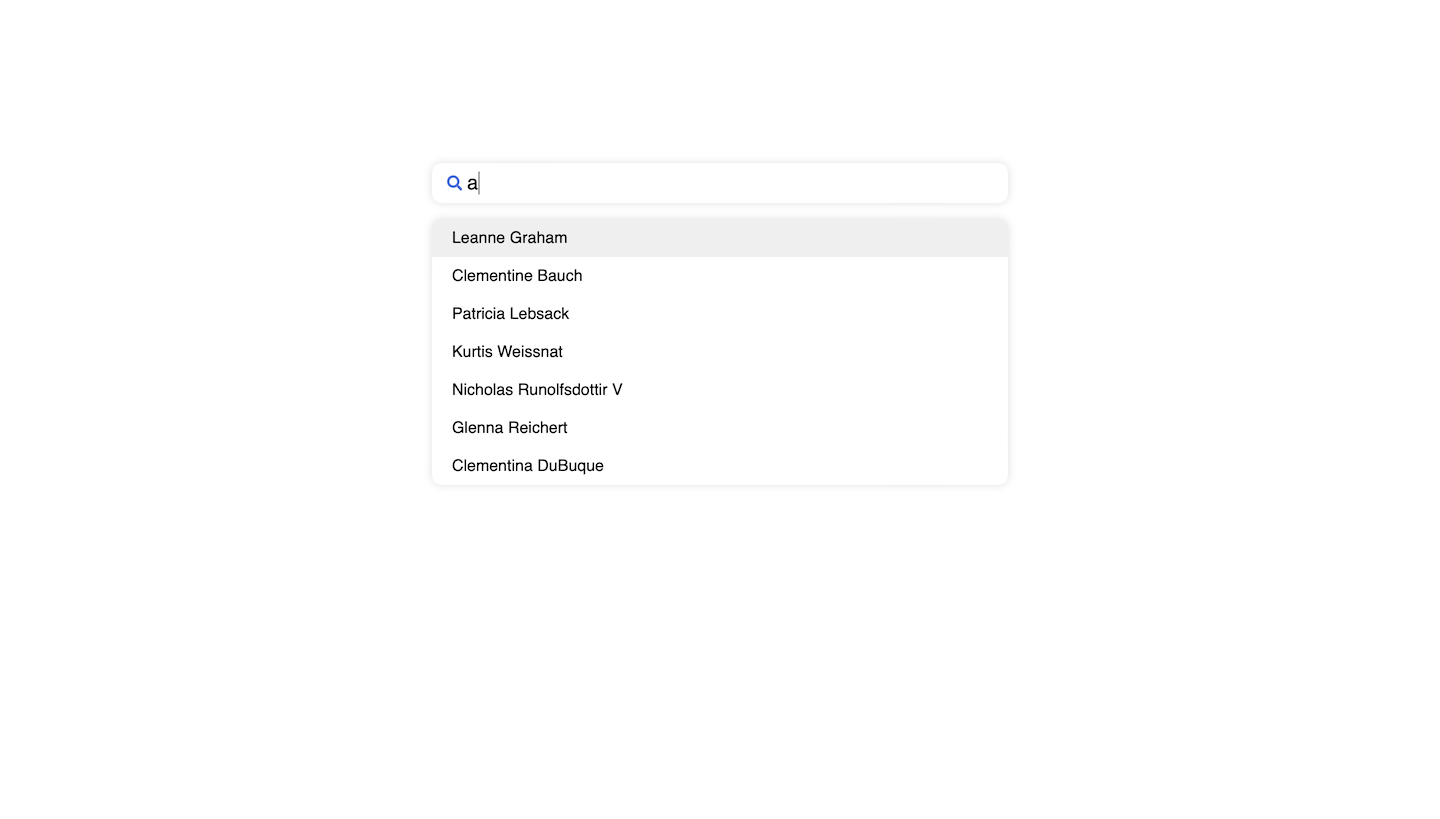 a
Leanne Graham
Clementine Bauch
Patricia Lebsack
Kurtis Weissnat
Nicholas Runolfsdottir V
Glenna Reichert
Clementina DuBuque